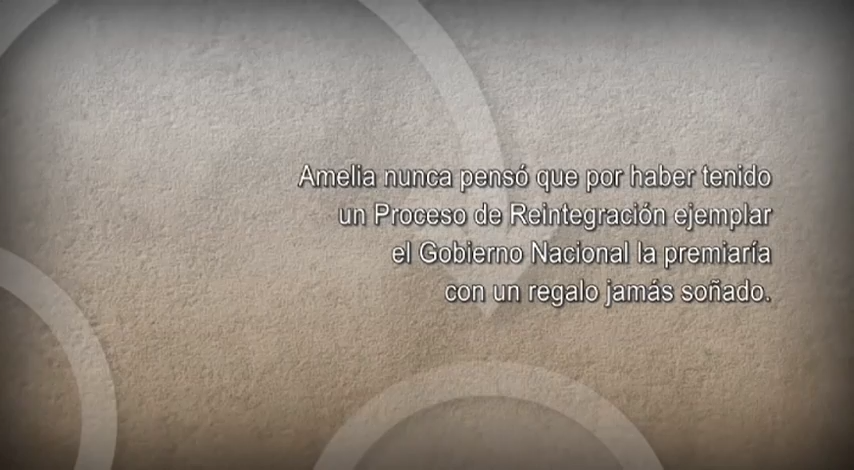 Amelia nunca pensó que por haber tenido
un Proceso de Reintegración ejemplar
el Gobierno Nacional la premiaría
con un regalo jamás soñado.